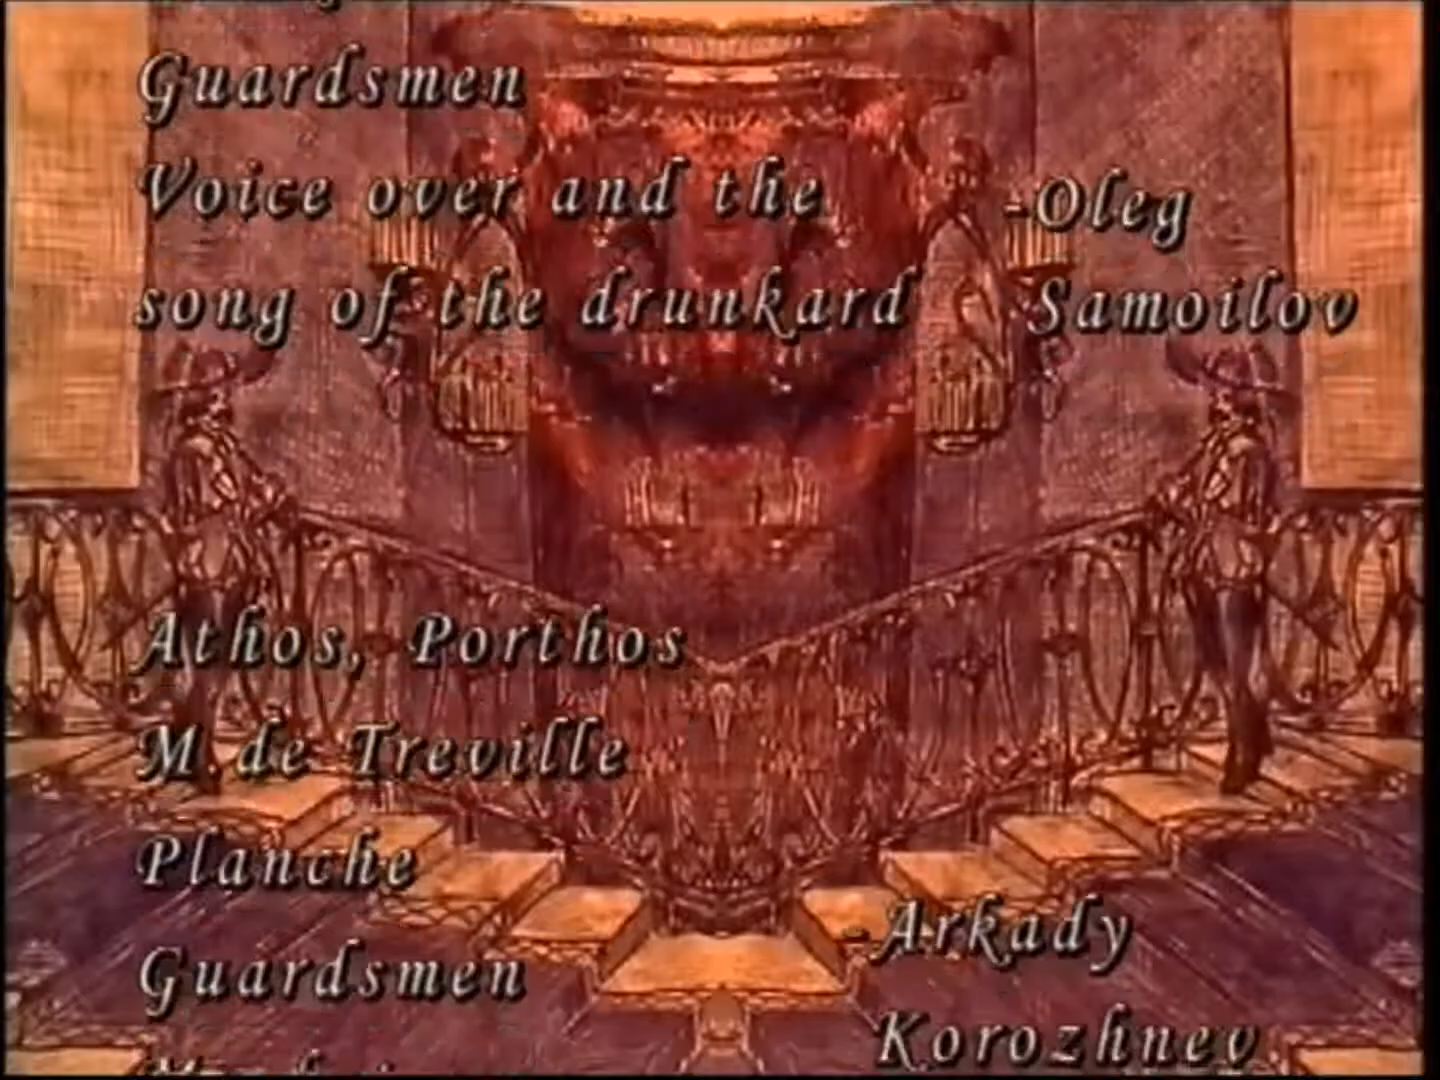 Guardsmen
Voice over and the
-Oleg
song of the drunkard
Samoilov
Athos, Porthos
M.de Treville
Planche
-Arkady
Guardsmen
Korozhnev